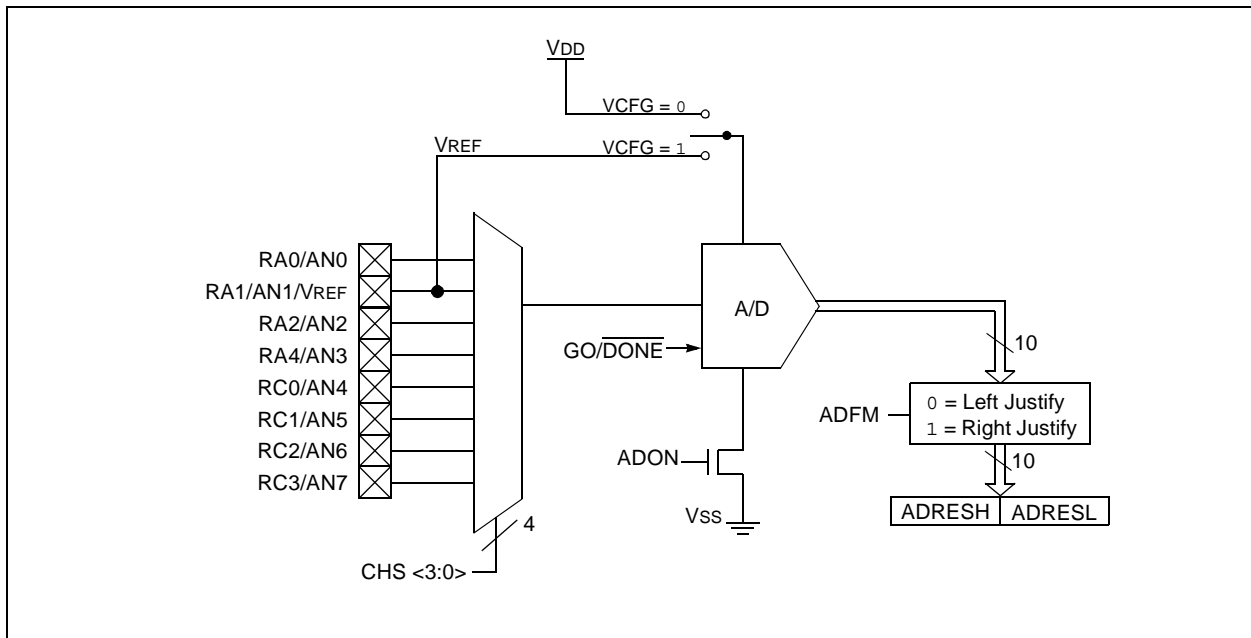 VDD
VCFG = 0
VREF
VCFG = 1
RA0/AN0
RA1/AN1/VREF
RA2/AN2
RA4/AN3
RC0/AN4
RC1/AN5
RC2/AN6
RC3/AN7
A/D
GO/DONE
10
ADFM
0 = Left Justify
1 = Right Justify
ADON
10
VSS
ADRESH ADRESL
4
CHS <3:0>